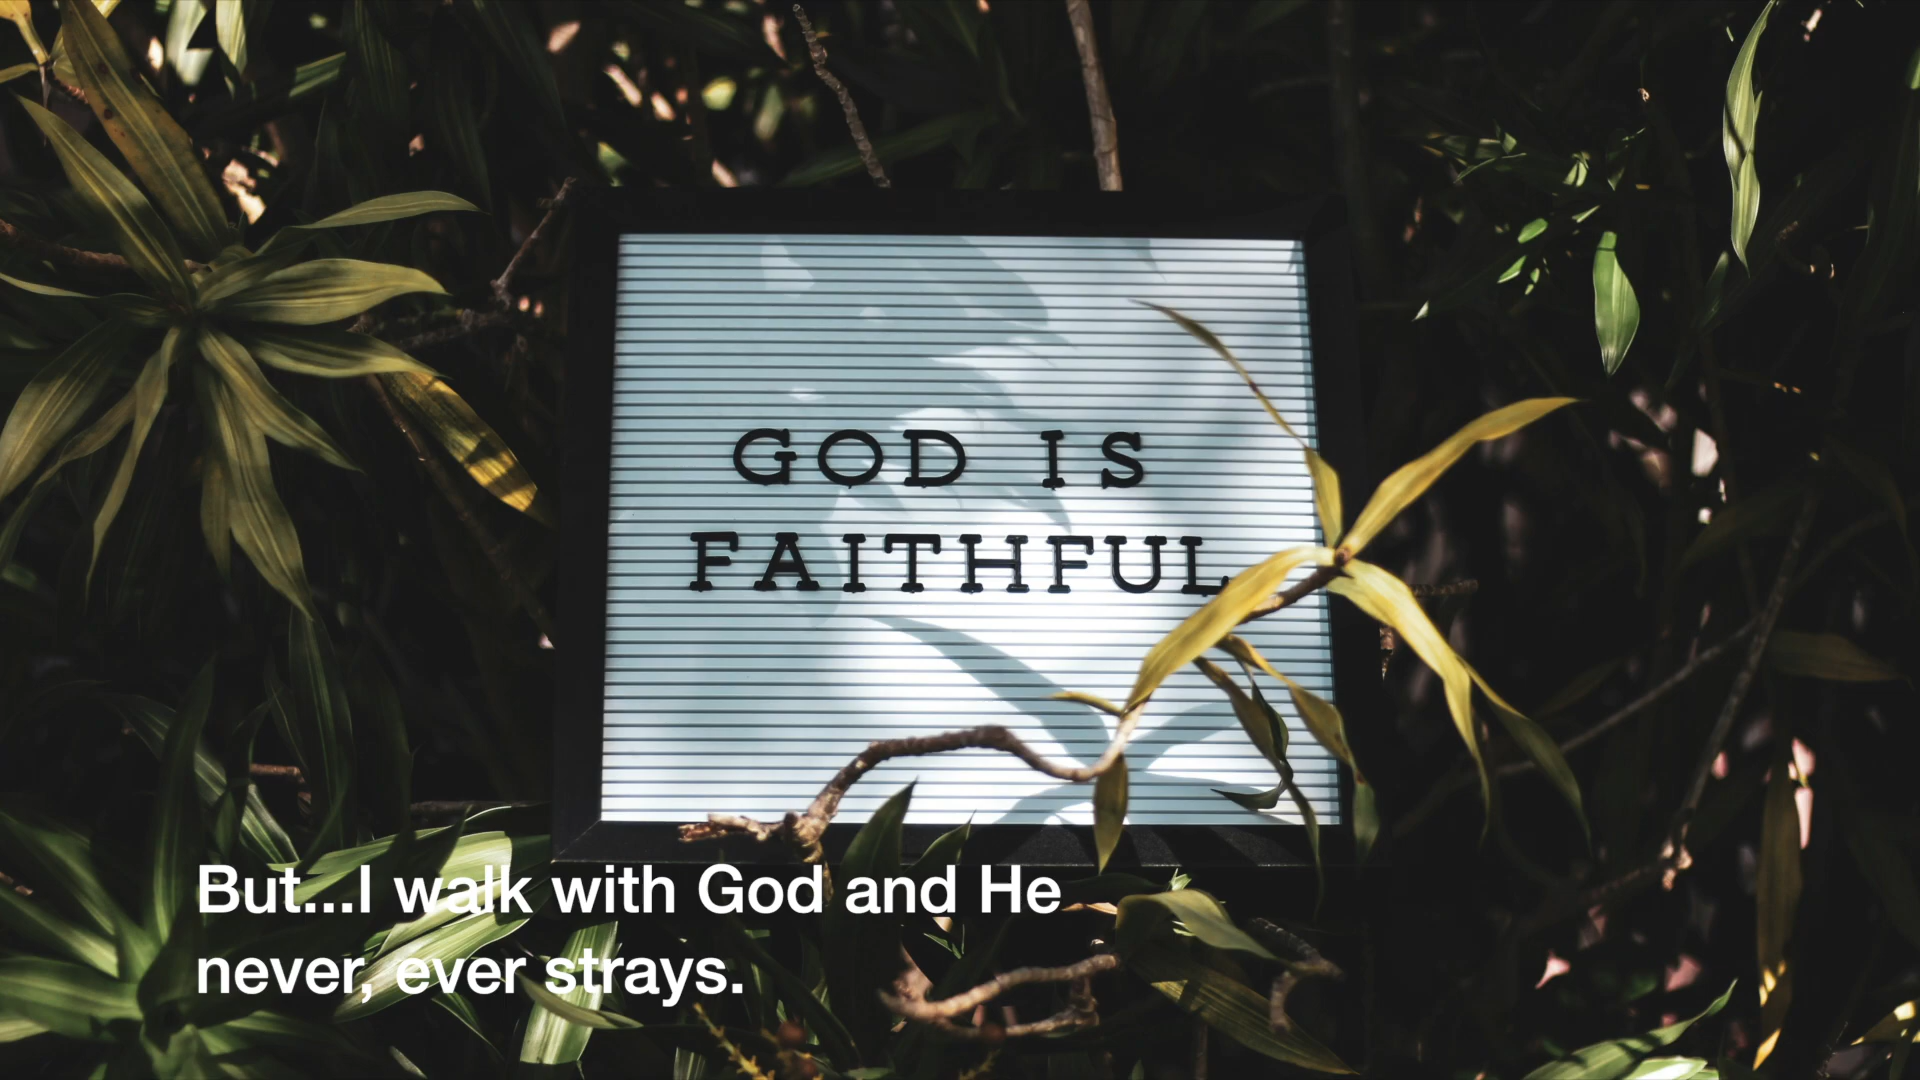 GOD IS
FAITHFUL
But...I walk with God and He
never, ever strays.